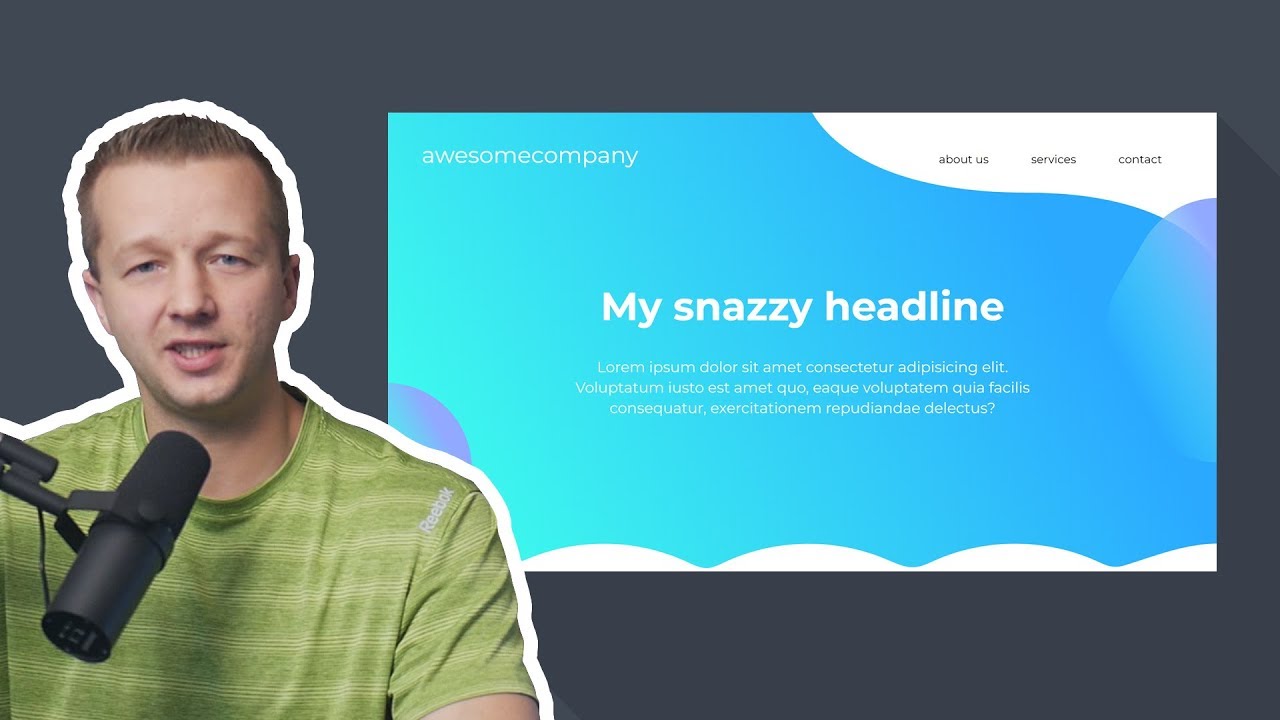 awesomecompany
about us services contact
My snazzy headline
Lorem ipsum dolor sit amet consectetur adipisicing elit.
Voluptatum iusto est amet quo, eaque voluptatem quia facilis
consequatur, exercitationem repudiandae delectus?
Reebok